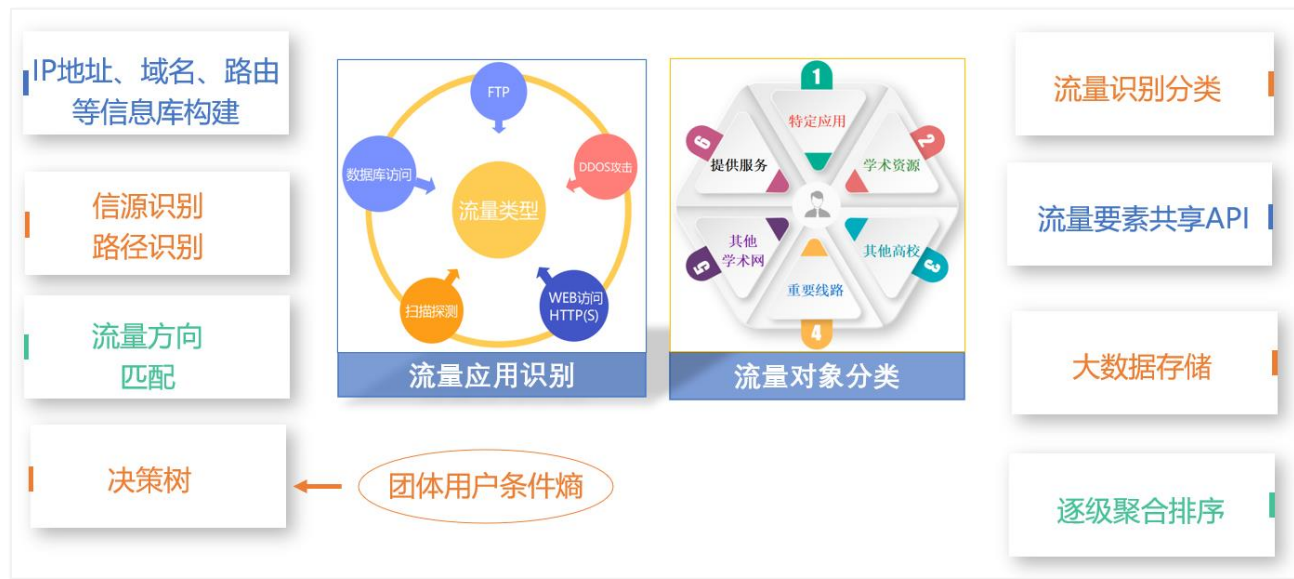 IP地址、域名、路由
等信息库构建
信源识别
路径识别
流量方向
匹配
决策树
团体用户条件熵
FTP
数据库访问
DDOS攻击
流量类型
扫描探测
WEB访问
HTTP(S)
流量应用识别
1
特定应用
6
提供服务
2
学术资源
5
其他
学术网
其他高校
3
重要线路
4
流量对象分类
流量识别分类
流量要素共享API
大数据存储
逐级聚合排序